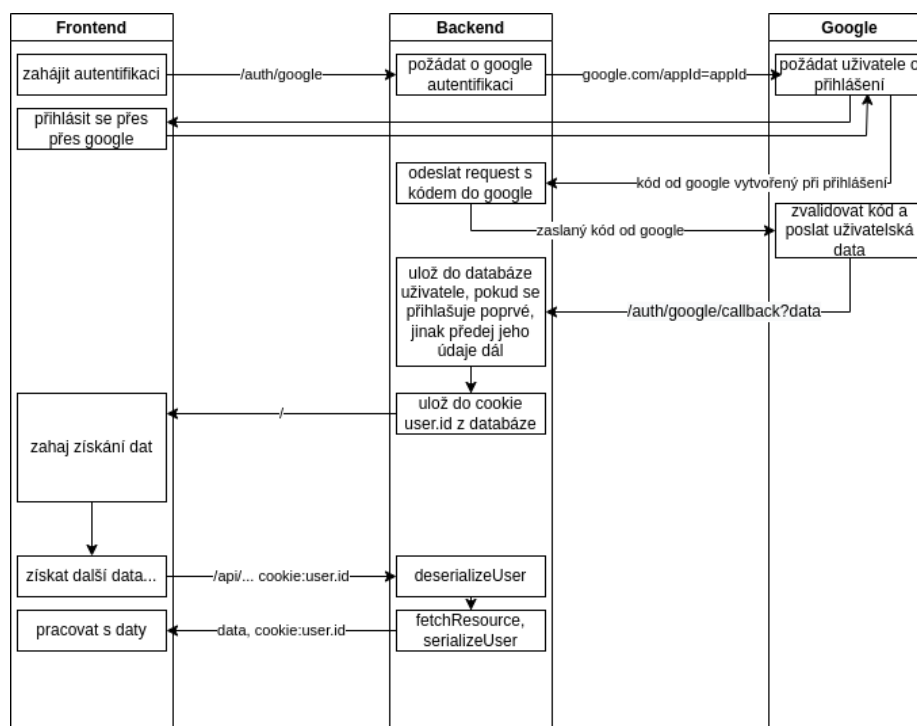 Frontend
Backend
Google
zahájit autentifikaci
/auth/google
požádat o google
autentifikaci
google.com/appId=appId
požádat uživatele o
přihlášení
přihlásit se přes
přes google
odeslat request s
kódem do google
kód od google vytvořený při přihlášení
zaslaný kód od google
zvalidovat kód a
poslat uživatelská
data
ulož do databáze
uživatele, pokud se
přihlašuje poprvé,
jinak předej jeho
údaje dál
/auth/google/callback?data
ulož do cookie
user.id z databáze
/
zahaj získání dat
získat další data...
/api/... cookie:user.id
deserializeUser
fetchResource,
serializeUser
data, cookie:user.id
pracovat s daty